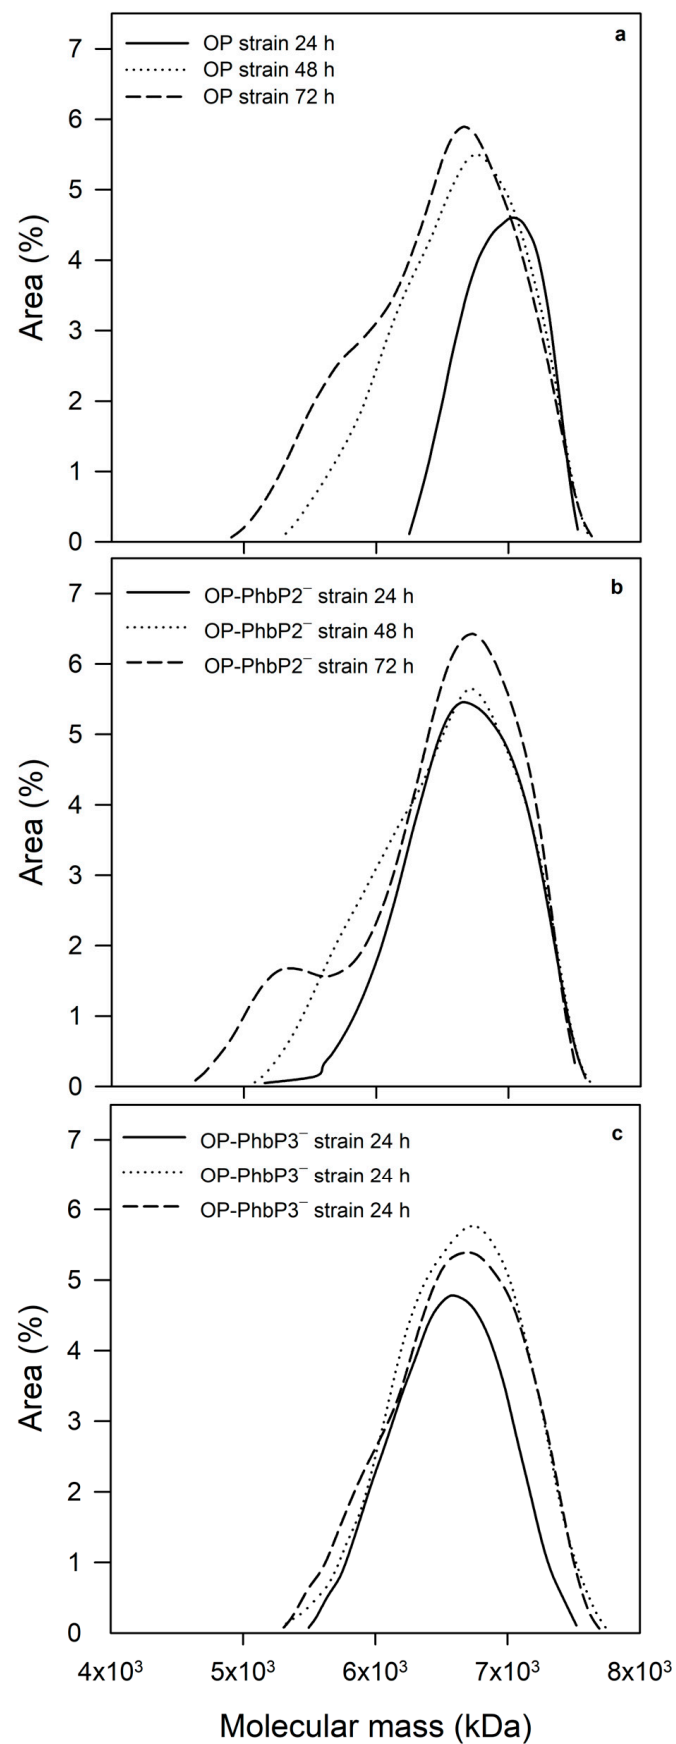 a
OP strain 24 h
OP strain 48 h
OP strain 72 h
7
6
5
4
3
2
1
0
Area (%)
b
OP-PhbP2⁻ strain 24 h
OP-PhbP2⁻ strain 48 h
OP-PhbP2⁻ strain 72 h
7
6
5
4
3
2
1
0
Area (%)
c
OP-PhbP3⁻ strain 24 h
OP-PhbP3⁻ strain 24 h
OP-PhbP3⁻ strain 24 h
7
6
5
4
3
2
1
0
Area (%)
4x10³ 5x10³ 6x10³ 7x10³ 8x10³
Molecular mass (kDa)